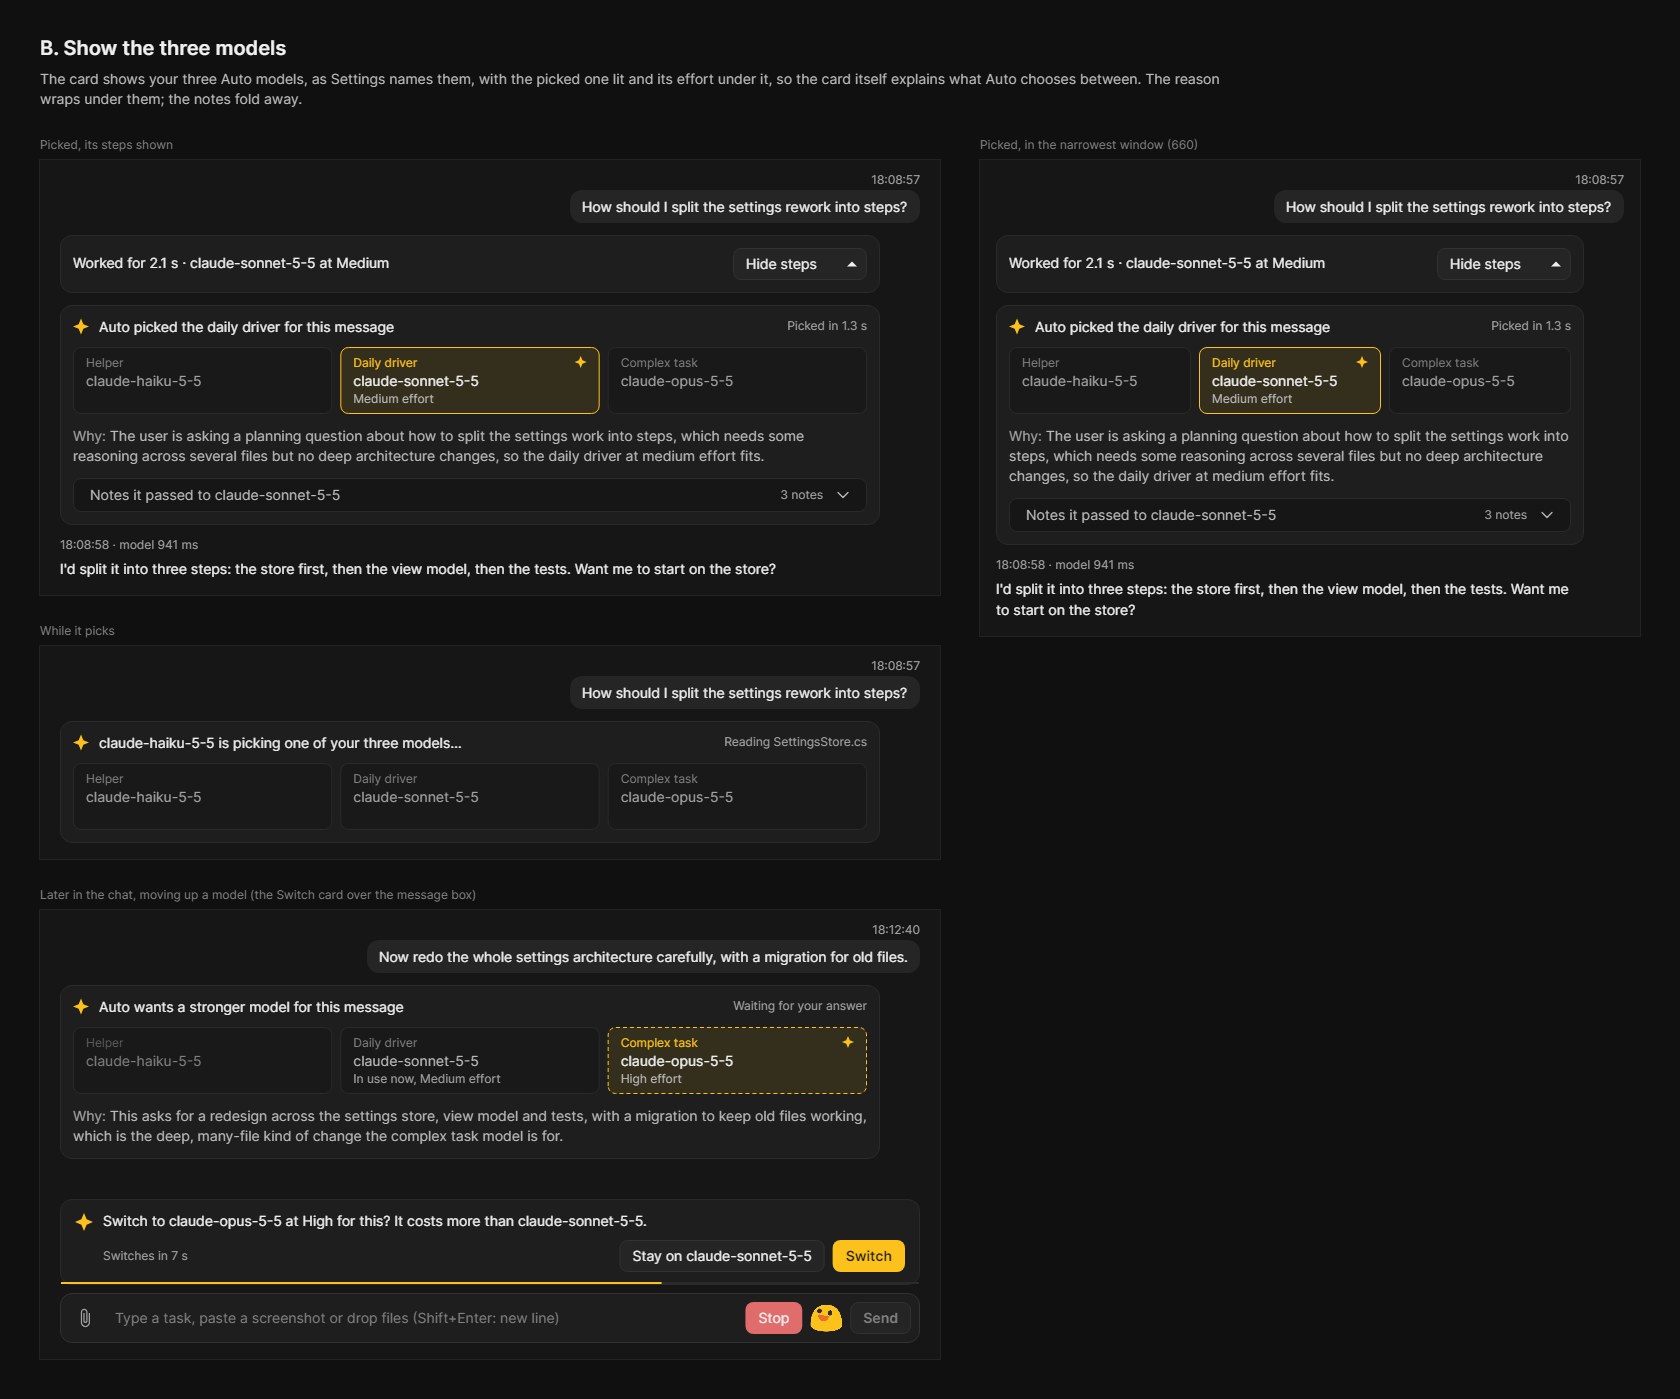 B. Show the three models
The card shows your three Auto models, as Settings names them, with the picked one lit and its effort under it, so the card itself explains what Auto chooses between. The reason
wraps under them; the notes fold away.
Picked, its steps shown
18:08:57
How should I split the settings rework into steps?
Worked for 2.1 s · claude-sonnet-5-5 at Medium
Hide steps
Auto picked the daily driver for this message
Picked in 1.3 s
Helper
claude-haiku-5-5
Daily driver
claude-sonnet-5-5
Medium effort
Complex task
claude-opus-5-5
Why: The user is asking a planning question about how to split the settings work into steps, which needs some
reasoning across several files but no deep architecture changes, so the daily driver at medium effort fits.
Notes it passed to claude-sonnet-5-5
3 notes
18:08:58 · model 941 ms
I'd split it into three steps: the store first, then the view model, then the tests. Want me to start on the store?
Picked, in the narrowest window (660)
18:08:57
How should I split the settings rework into steps?
Worked for 2.1 s · claude-sonnet-5-5 at Medium
Hide steps
Auto picked the daily driver for this message
Picked in 1.3 s
Helper
claude-haiku-5-5
Daily driver
claude-sonnet-5-5
Medium effort
Complex task
claude-opus-5-5
Why: The user is asking a planning question about how to split the settings work into
steps, which needs some reasoning across several files but no deep architecture
changes, so the daily driver at medium effort fits.
Notes it passed to claude-sonnet-5-5
3 notes
18:08:58 · model 941 ms
I'd split it into three steps: the store first, then the view model, then the tests. Want me
to start on the store?
While it picks
18:08:57
How should I split the settings rework into steps?
claude-haiku-5-5 is picking one of your three models...
Reading SettingsStore.cs
Helper
claude-haiku-5-5
Daily driver
claude-sonnet-5-5
Complex task
claude-opus-5-5
Later in the chat, moving up a model (the Switch card over the message box)
18:12:40
Now redo the whole settings architecture carefully, with a migration for old files.
Auto wants a stronger model for this message
Waiting for your answer
Helper
claude-haiku-5-5
Daily driver
claude-sonnet-5-5
In use now, Medium effort
Complex task
claude-opus-5-5
High effort
Why: This asks for a redesign across the settings store, view model and tests, with a migration to keep old files working,
which is the deep, many-file kind of change the complex task model is for.
Switch to claude-opus-5-5 at High for this? It costs more than claude-sonnet-5-5.
Switches in 7 s
Stay on claude-sonnet-5-5
Switch
Type a task, paste a screenshot or drop files (Shift+Enter: new line)
Stop
Send